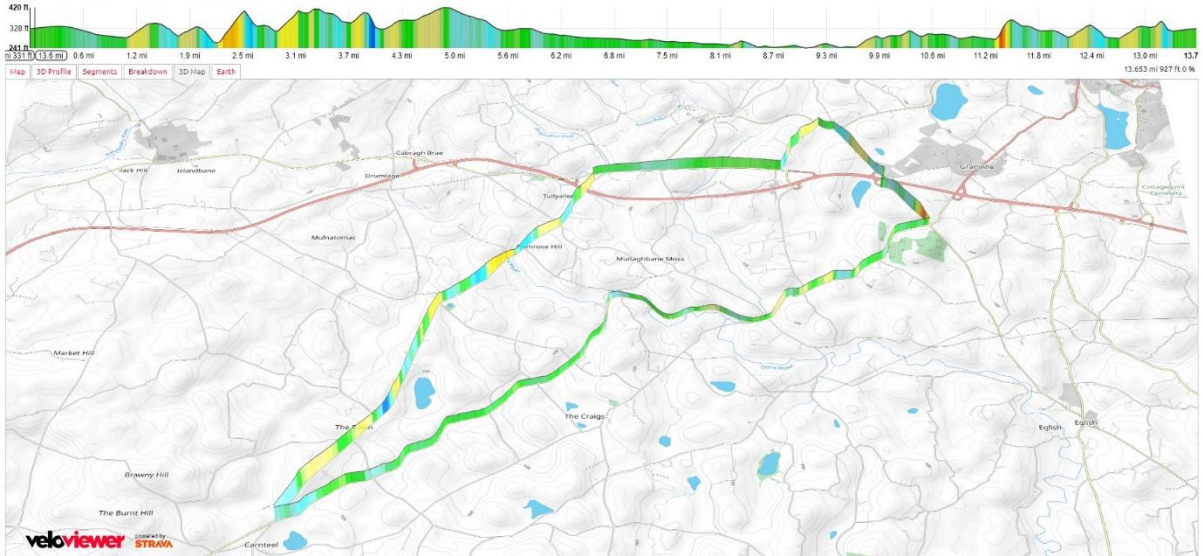 420 ft
328 ft
241 ft
mi 331 ft 13.6 mi 0.6 mi 1.2 mi 1.9 mi 2.5 mi 3.1 mi 3.7 mi 4.3 mi 5.0 mi 5.6 mi 6.2 mi 6.8 mi 7.5 mi 8.1 mi 8.7 mi 9.3 mi 9.9 mi 10.6 mi 11.2 mi 11.8 mi 12.4 mi 13.0 mi 13.7
Map 3D Profile Segments Breakdown 3D Map Earth
13.653 mi 927 ft 0 %
Cabragh Brae
Granville
Islandbane
Drumlage
Tullyallen
Cottagequinn
Cemetery
Mulnatomac
Primrose Hill
Mullaghbane Moss
Market Hill
The Craigs
Eglish
Eglish
Brawny Hill
The Burnt Hill
Carnteel
veloviewer
powered by
STRAVA